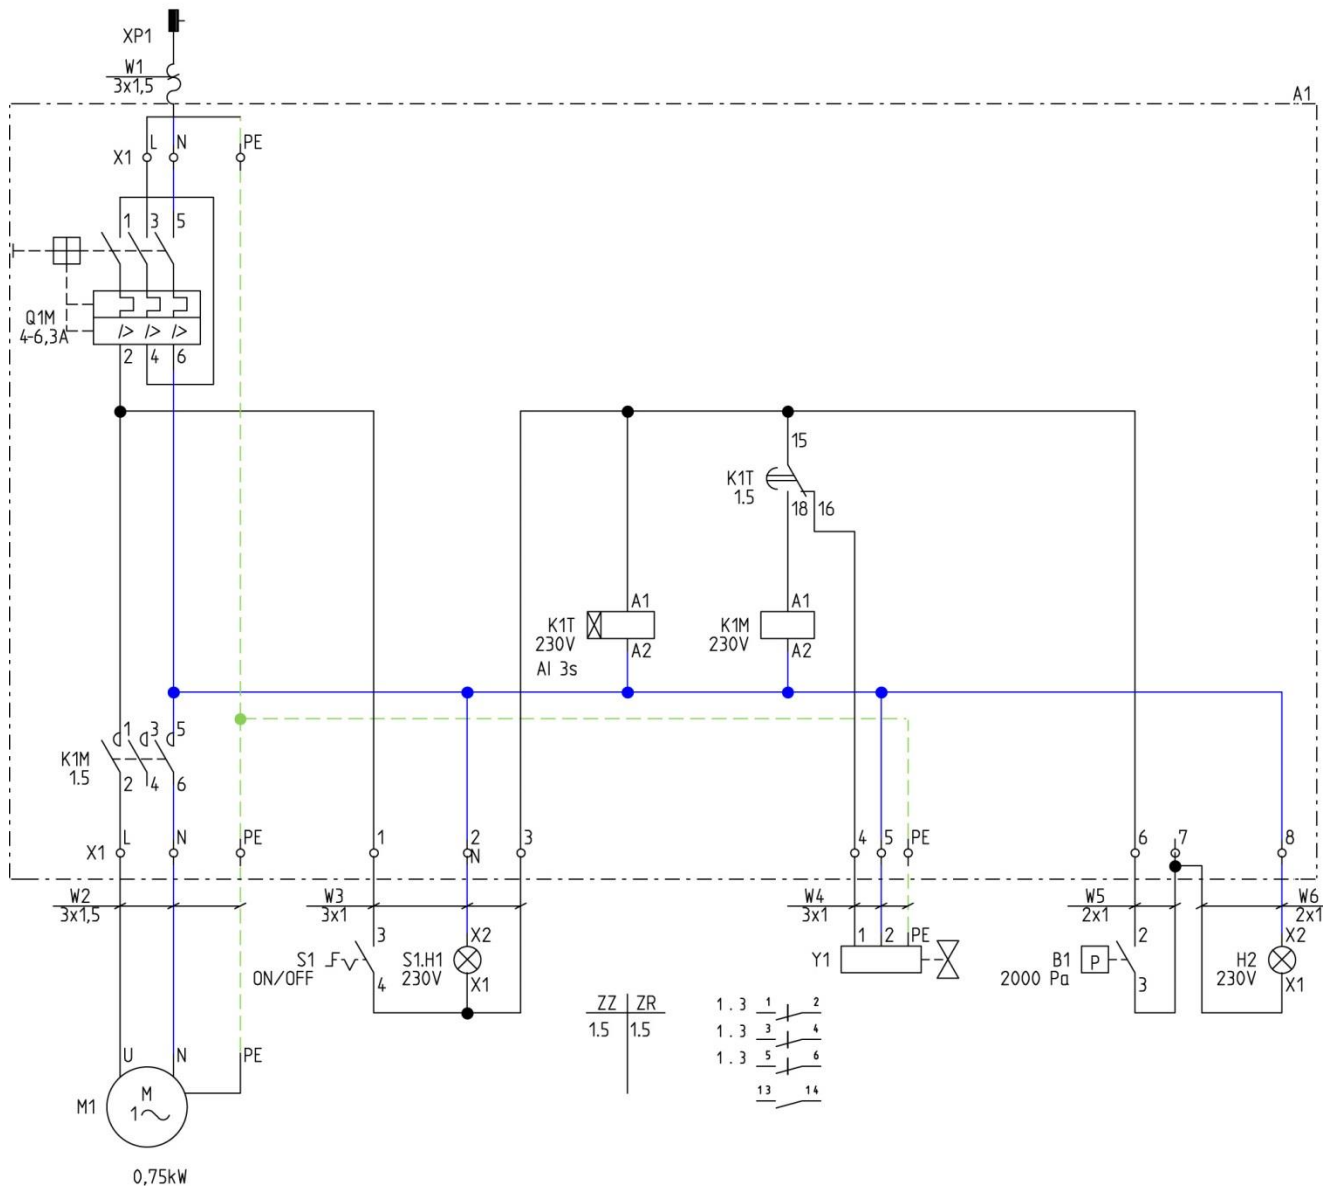 XP1
W1
3x1,5
A1
L N PE
X1
1 3 5
Q1M
4-6,3A
I> I> I>
2 4 6
15
K1T
1.5
18 16
A1 A1
K1T K1M
230V 230V
A2 A2
AI 3s
1 3 5
K1M
1.5
2 4 6
L N PE 1 2 3 4 5 PE 6 7 8
X1 N
W2 W3 W4 W5 W6
3x1,5 3x1 3x1 2x1 2x1
3 X2 1 2 PE 2 X2
S1 S1.H1 Y1 B1 P H2
ON/OFF 230V 2000 Pa 230V
4 X1 3 X1
ZZ ZR
1.5 1.5
1.3 1 2
1.3 3 4
1.3 5 6
13 14
U N PE
M1 M
1
0,75kW